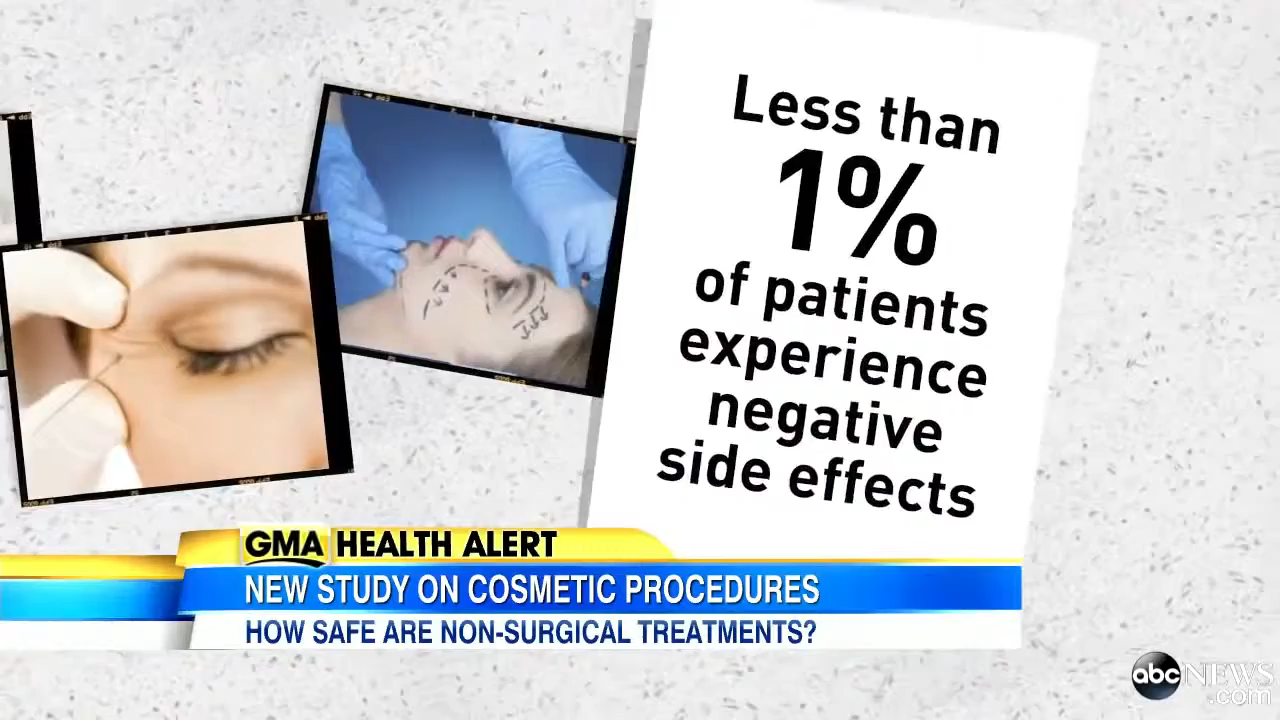 Less than
1%
of patients
experience
negative
side effects
GMA HEALTH ALERT
NEW STUDY ON COSMETIC PROCEDURES
HOW SAFE ARE NON-SURGICAL TREATMENTS?
abc NEWS
.com